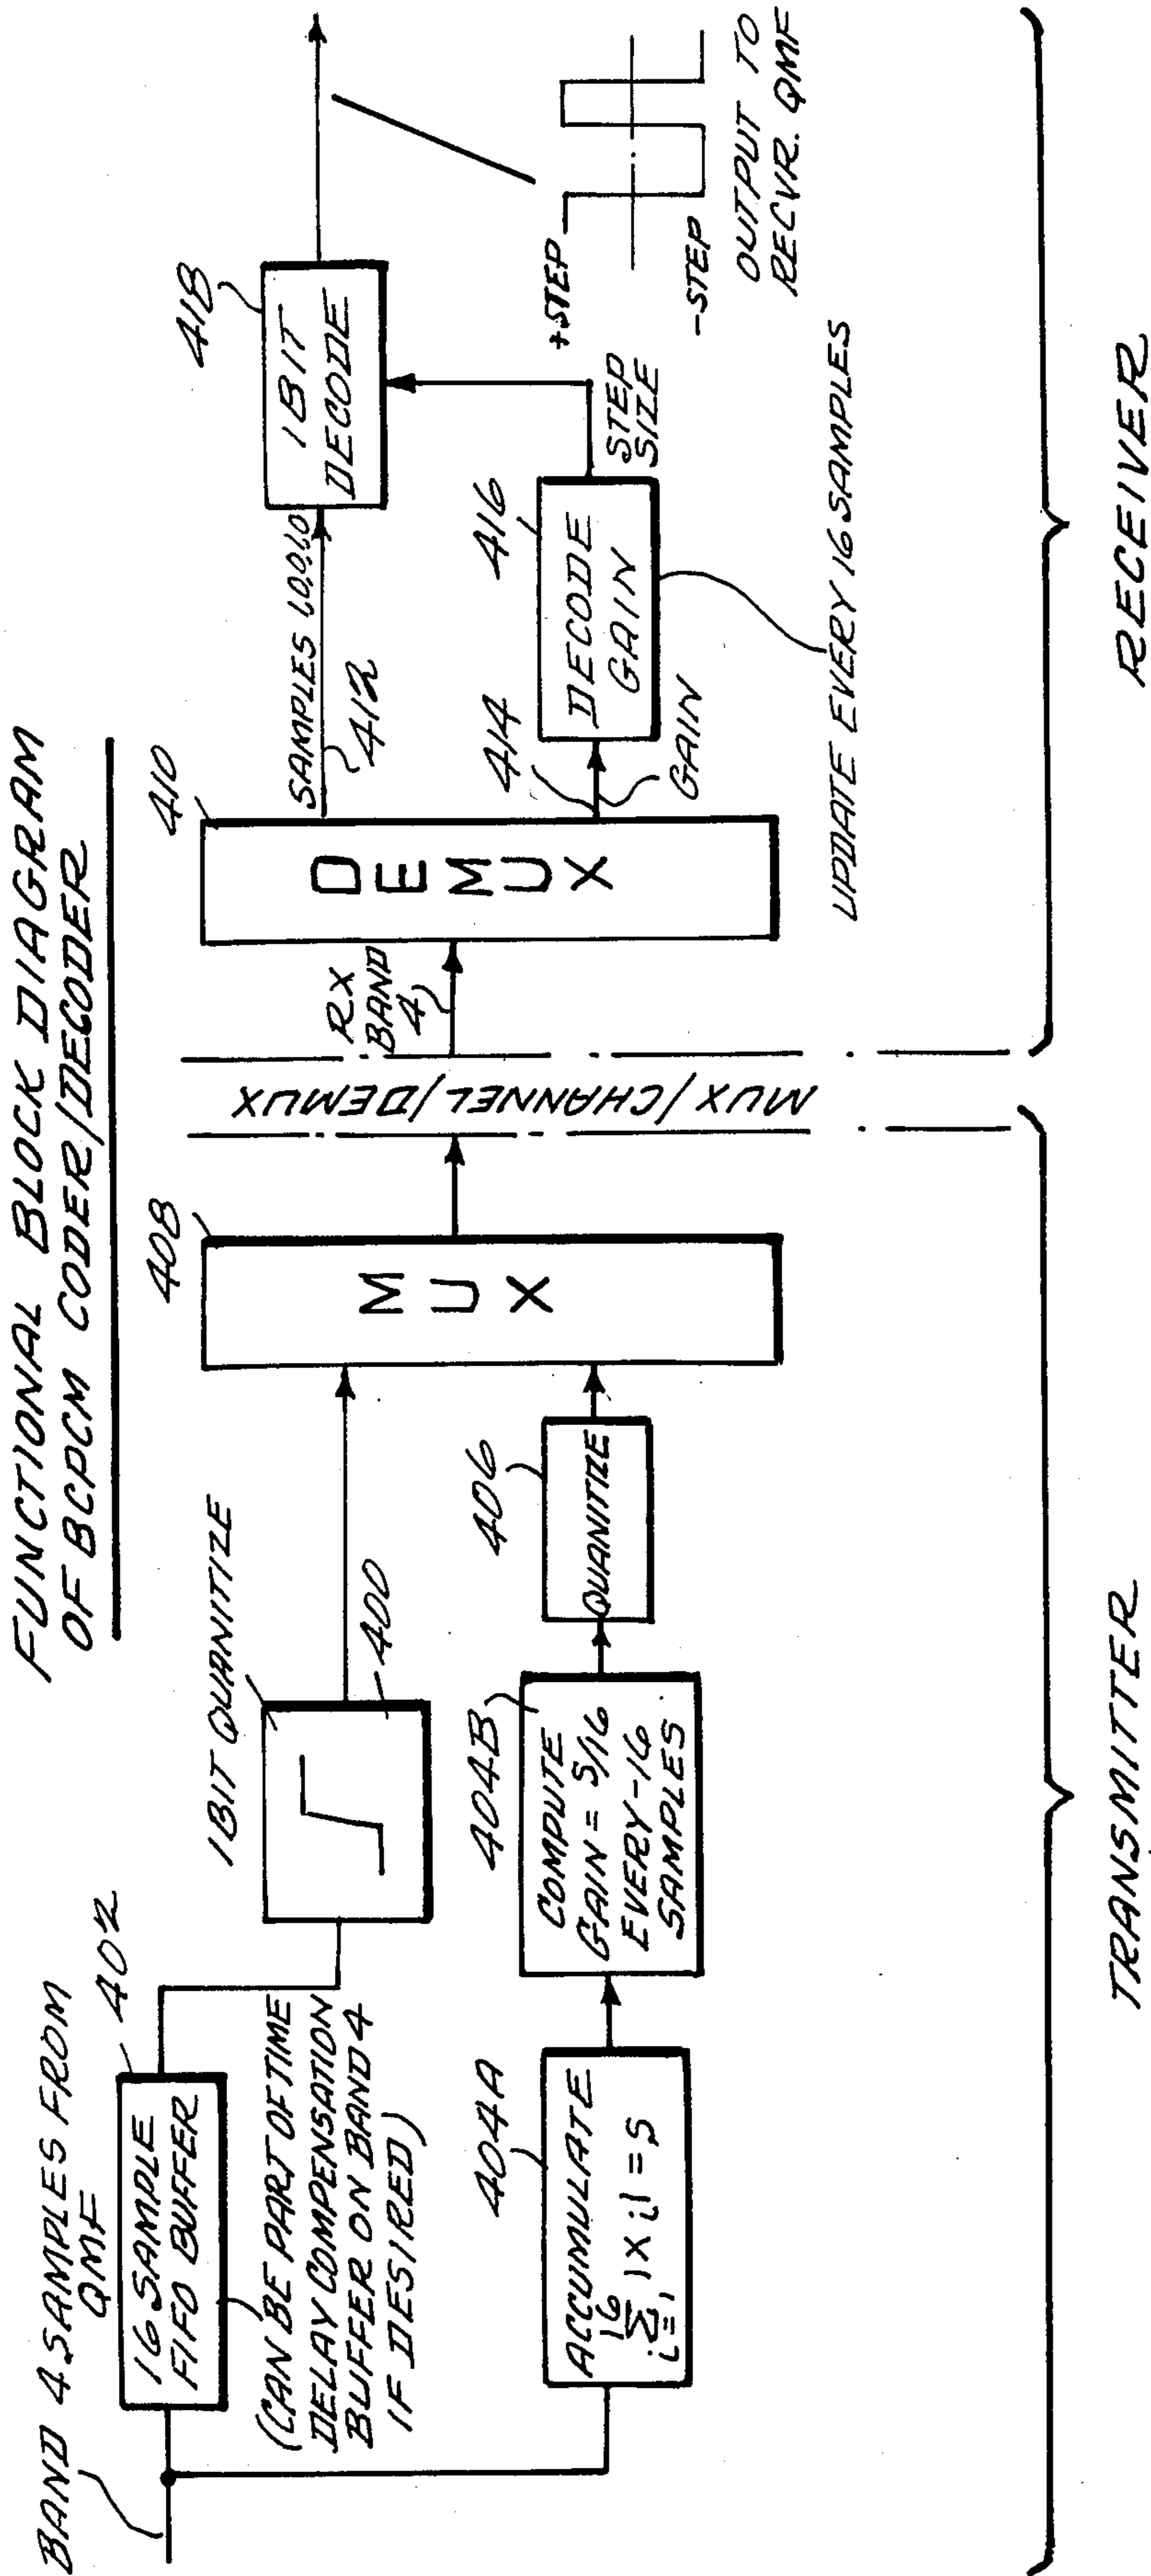 FUNCTIONAL BLOCK DIAGRAM
OF BCPCM CODER/DECODER
BAND 4 SAMPLES FROM
QMF
402
16 SAMPLE
FIFO BUFFER
(CAN BE PART OF TIME
DELAY COMPENSATION
BUFFER ON BAND 4
IF DESIRED)
1 BIT QUANTIZE
400
404A
ACCUMULATE
16
∑ |Xi| = S
i=1
404B
COMPUTE
GAIN = S/16
EVERY-16
SAMPLES
406
QUANITIZE
408
MUX
MUX/CHANNEL/DEMUX
RX
BAND
4
410
DEMUX
SAMPLES 1,0,0,1,0
412
414
GAIN
416
DECODE
GAIN
STEP
SIZE
UPDATE EVERY 16 SAMPLES
418
1 BIT
DECODE
+STEP
-STEP
OUTPUT TO
RECVR. QMF
TRANSMITTER
RECEIVER